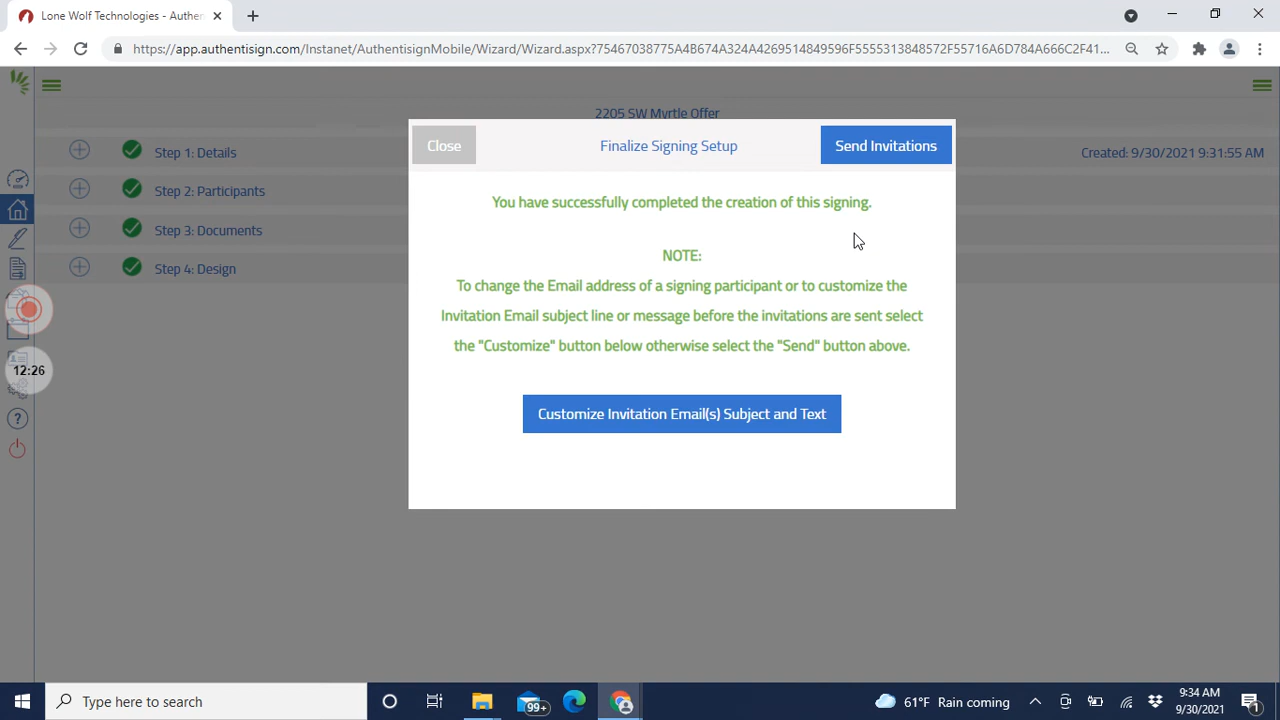 Lone Wolf Technologies - Authen
https://app.authentisign.com/Instanet/AuthentisignMobile/Wizard/Wizard.aspx?75467038775A4B674A324A4269514849596F5555313848572F55716A6D784A666C2F41...
2205 SW Myrtle Offer
Step 1: Details
Created: 9/30/2021 9:31:55 AM
Step 2: Participants
Step 3: Documents
Step 4: Design
Close
Finalize Signing Setup
Send Invitations
You have successfully completed the creation of this signing.
NOTE:
To change the Email address of a signing participant or to customize the
Invitation Email subject line or message before the invitations are sent select
the "Customize" button below otherwise select the "Send" button above.
Customize Invitation Email(s) Subject and Text
12:26
Type here to search
99+
61°F Rain coming
9:34 AM
9/30/2021
1